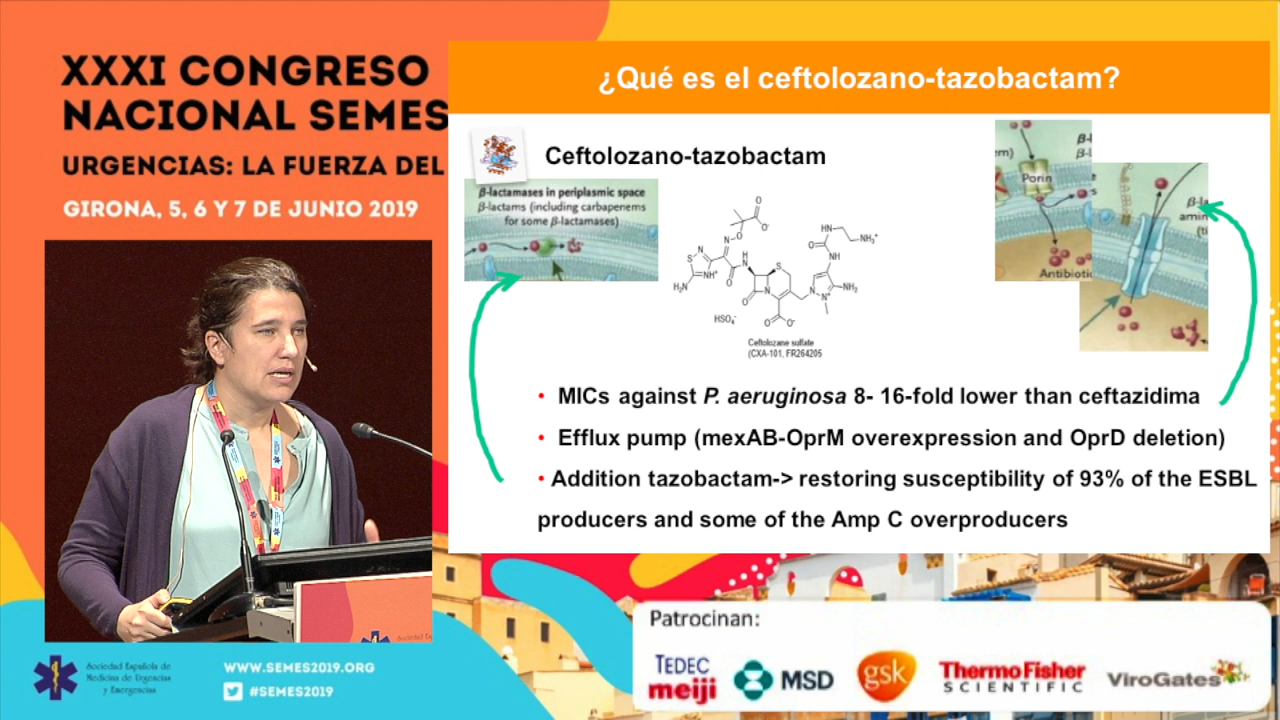 XXXI CONGRESO
NACIONAL SEMES
URGENCIAS: LA FUERZA DEL
GIRONA, 5, 6 Y 7 DE JUNIO 2019
¿Qué es el ceftolozano-tazobactam?
Ceftolozano-tazobactam
β-lactamases in periplasmic space
β-lactams (including carbapenems
for some β-lactamases)
Porin
Antibiotic
HSO₄⁻
Ceftolozane sulfate
(CXA-101, FR264205
• MICs against P. aeruginosa 8- 16-fold lower than ceftazidima
• Efflux pump (mexAB-OprM overexpression and OprD deletion)
• Addition tazobactam-> restoring susceptibility of 93% of the ESBL
producers and some of the Amp C overproducers
Sociedad Española de
Medicina de Urgencias
y Emergencias
WWW.SEMES2019.ORG
#SEMES2019
Patrocinan:
TEDEC
meiji
MSD
gsk
ThermoFisher
SCIENTIFIC
ViroGates